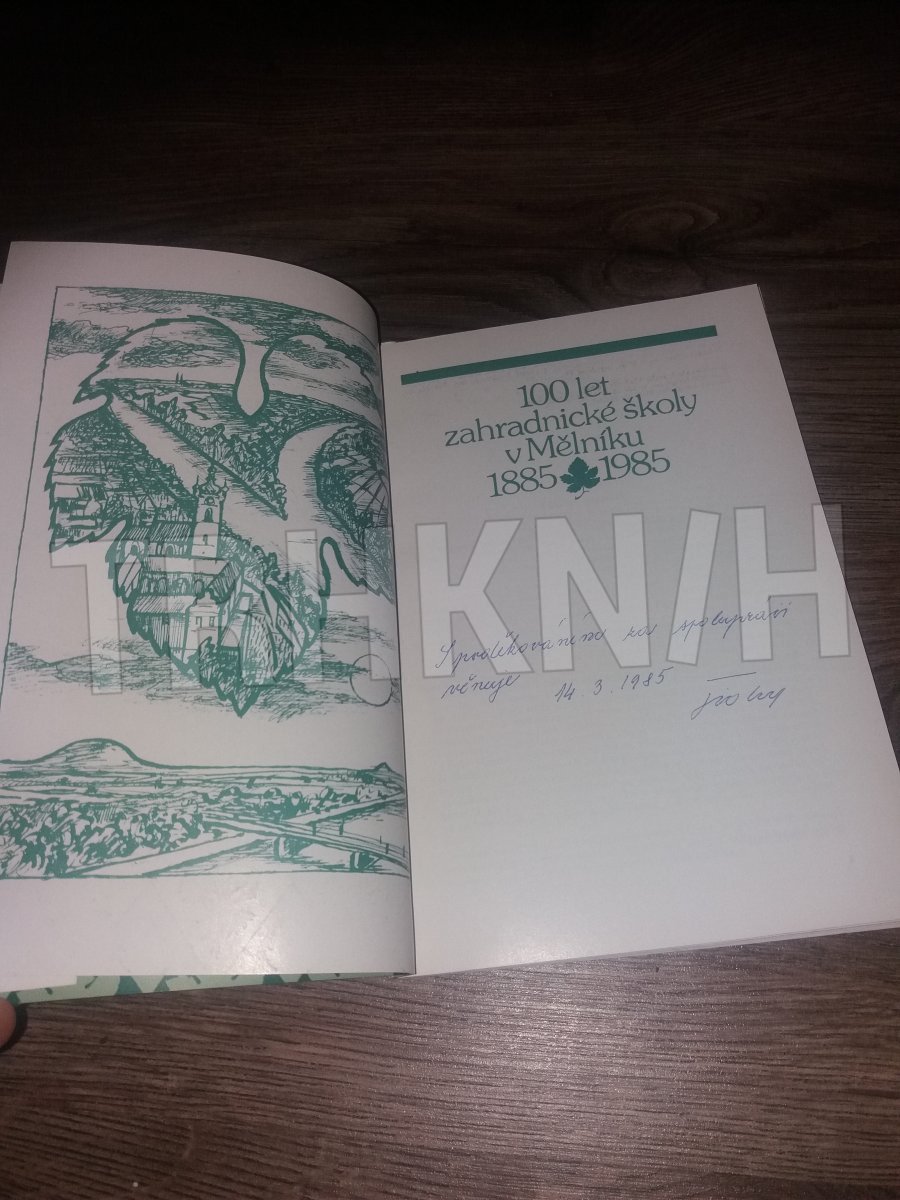 100 let
zahradnické školy
v Mělníku
1885 1985
S poděkováním za spolupráci
věnuje 14.3.1985